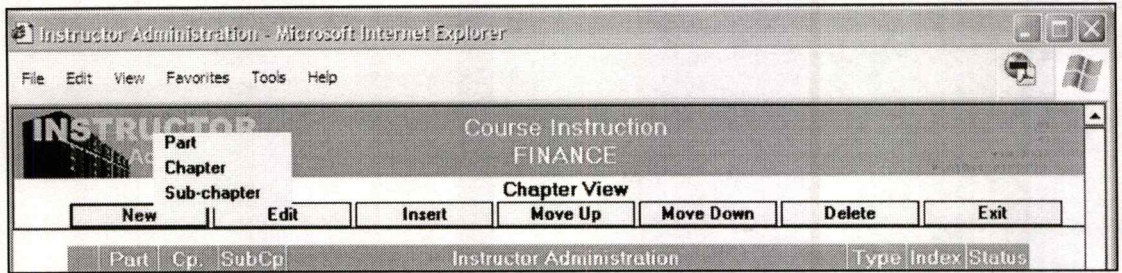 Instructor Administration - Microsoft Internet Explorer
File Edit View Favorites Tools Help
INSTRUCTOR
Course Instruction
FINANCE
Part
Chapter
Sub-chapter
Chapter View
New Edit Insert Move Up Move Down Delete Exit
Part Cp. SubCp Instructor Administration Type Index Status